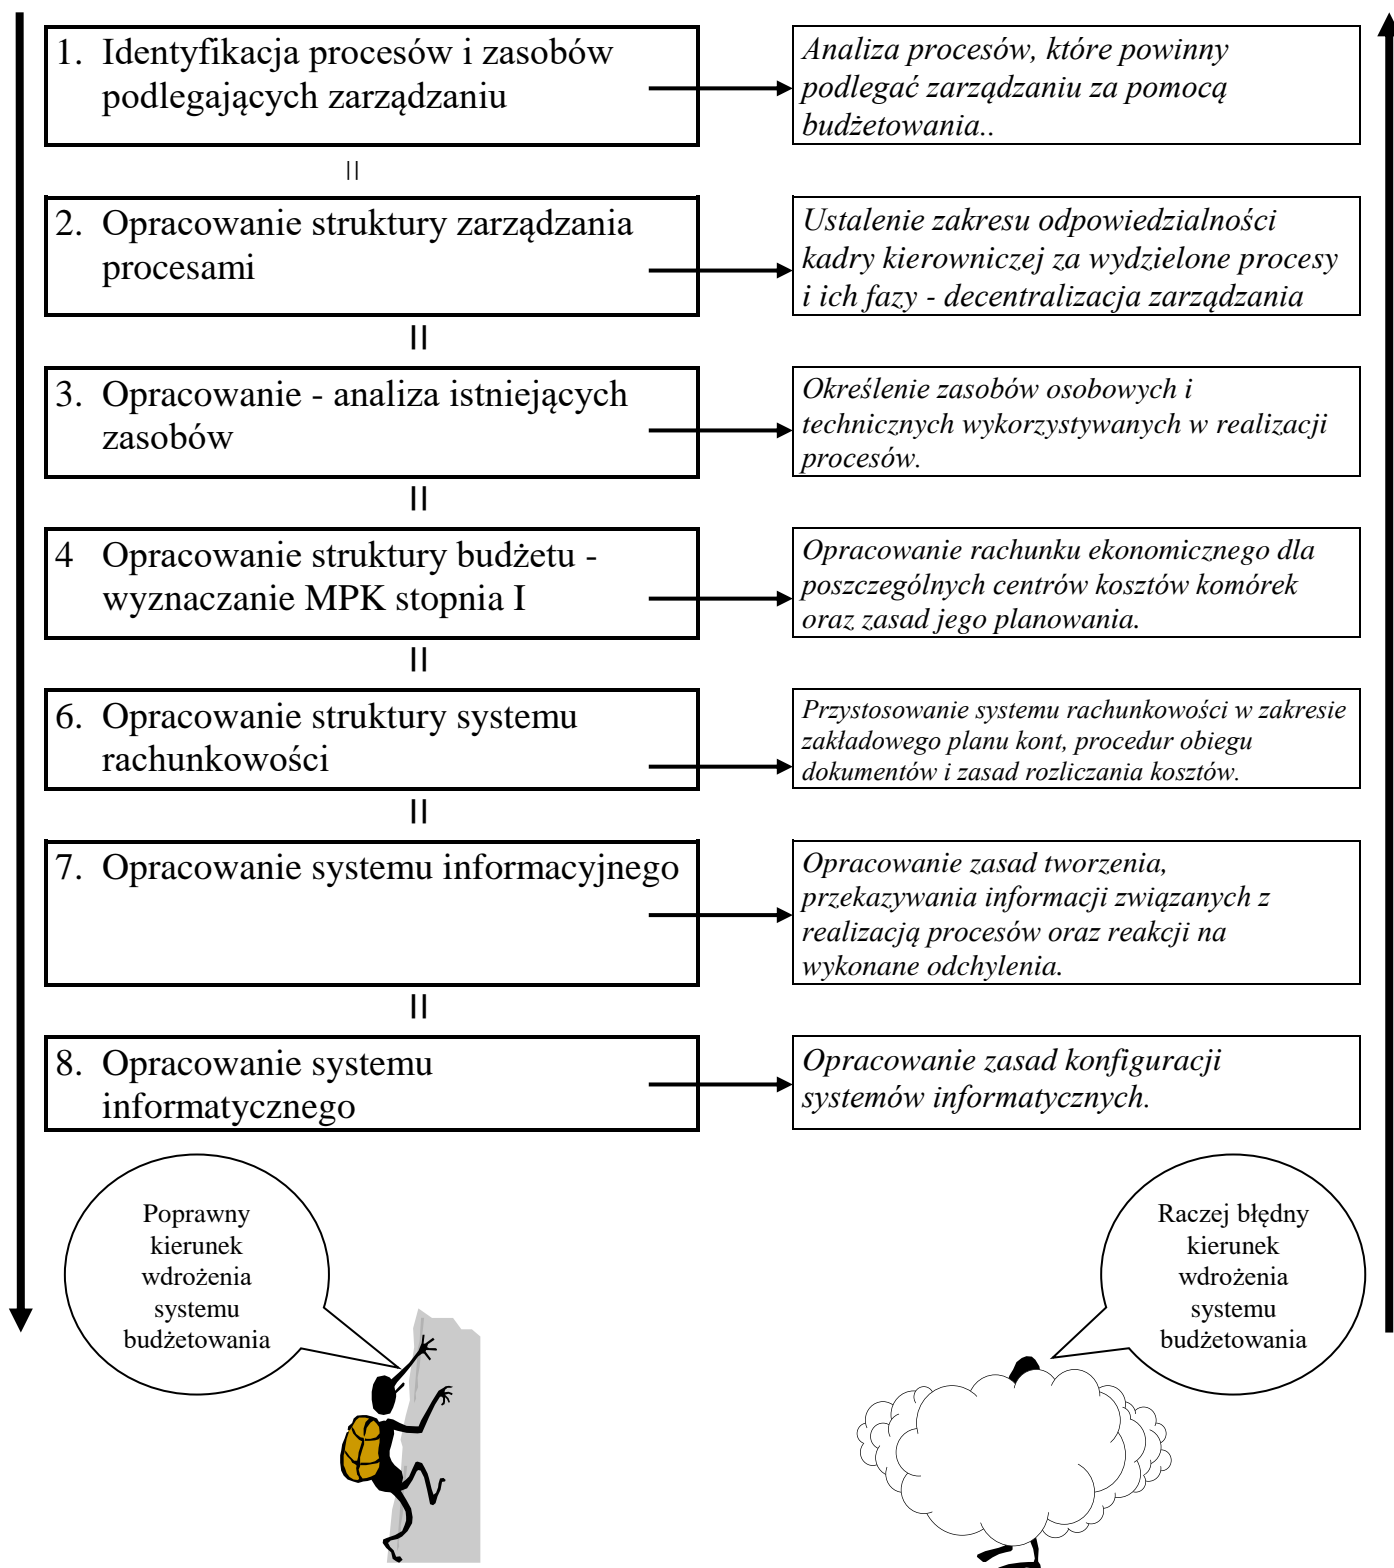 1. Identyfikacja procesów i zasobów
podlegających zarządzaniu
Analiza procesów, które powinny
podlegać zarządzaniu za pomocą
budżetowania..
=
2. Opracowanie struktury zarządzania
procesami
Ustalenie zakresu odpowiedzialności
kadry kierowniczej za wydzielone procesy
i ich fazy - decentralizacja zarządzania
=
3. Opracowanie - analiza istniejących
zasobów
Określenie zasobów osobowych i
technicznych wykorzystywanych w realizacji
procesów.
=
4 Opracowanie struktury budżetu -
wyznaczanie MPK stopnia I
Opracowanie rachunku ekonomicznego dla
poszczególnych centrów kosztów komórek
oraz zasad jego planowania.
=
6. Opracowanie struktury systemu
rachunkowości
Przystosowanie systemu rachunkowości w zakresie
zakładowego planu kont, procedur obiegu
dokumentów i zasad rozliczania kosztów.
=
7. Opracowanie systemu informacyjnego
Opracowanie zasad tworzenia,
przekazywania informacji związanych z
realizacją procesów oraz reakcji na
wykonane odchylenia.
=
8. Opracowanie systemu
informatycznego
Opracowanie zasad konfiguracji
systemów informatycznych.
Poprawny
kierunek
wdrożenia
systemu
budżetowania
Raczej błędny
kierunek
wdrożenia
systemu
budżetowania